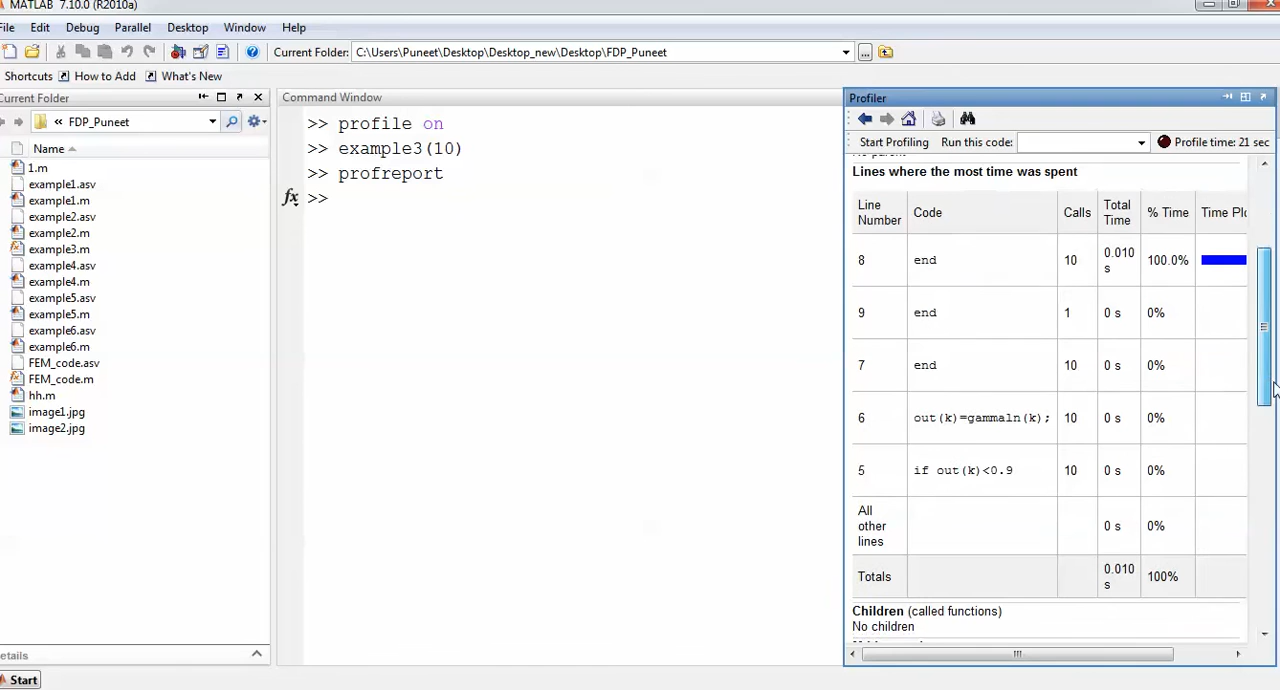 MATLAB 7.10.0 (R2010a)
File Edit Debug Parallel Desktop Window Help
Current Folder: C:\Users\Puneet\Desktop\Desktop_new\Desktop\FDP_Puneet
Shortcuts How to Add What's New
Current Folder
« FDP_Puneet
Name
1.m
example1.asv
example1.m
example2.asv
example2.m
example3.m
example4.asv
example4.m
example5.asv
example5.m
example6.asv
example6.m
FEM_code.asv
FEM_code.m
hh.m
image1.jpg
image2.jpg
etails
Start
Command Window
>> profile on
>> example3(10)
>> profreport
fx >>
Profiler
Start Profiling Run this code: Profile time: 21 sec
Lines where the most time was spent
Line Number Code Calls Total Time % Time Time Plo
8 end 10 0.010 s 100.0%
9 end 1 0 s 0%
7 end 10 0 s 0%
6 out(k)=gammaln(k); 10 0 s 0%
5 if out(k)<0.9 10 0 s 0%
All other lines 0 s 0%
Totals 0.010 s 100%
Children (called functions)
No children